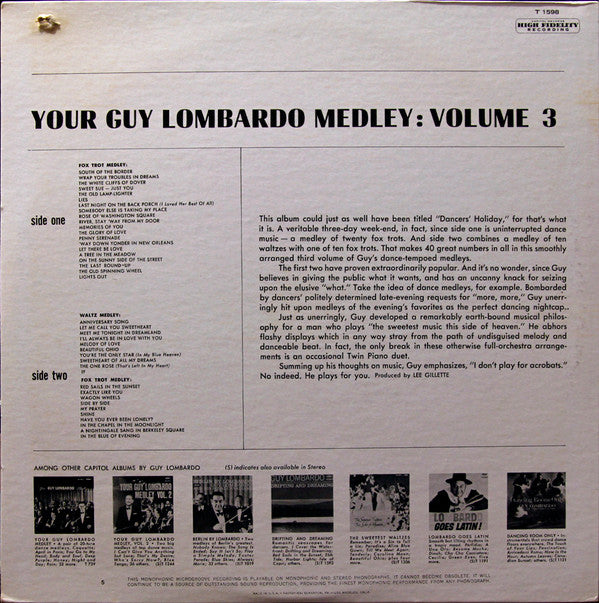 T 1598
HIGH FIDELITY
RECORDING
YOUR GUY LOMBARDO MEDLEY: VOLUME 3
side one
FOX TROT MEDLEY:
SOUTH OF THE BORDER
WRAP YOUR TROUBLES IN DREAMS
THE WHITE CLIFFS OF DOVER
SWEET SUE – JUST YOU
THE OLD LAMP-LIGHTER
LIES
LAST NIGHT ON THE BACK PORCH (I Loved Her Best Of All)
SOMEBODY ELSE IS TAKING MY PLACE
ROSE OF WASHINGTON SQUARE
RIVER, STAY 'WAY FROM MY DOOR
MEMORIES OF YOU
THE GLORY OF LOVE
PENNY SERENADE
'WAY DOWN YONDER IN NEW ORLEANS
LET THERE BE LOVE
A TREE IN THE MEADOW
ON THE SUNNY SIDE OF THE STREET
THE LAST ROUND-UP
THE OLD SPINNING WHEEL
LIGHTS OUT
side two
WALTZ MEDLEY:
ANNIVERSARY SONG
LET ME CALL YOU SWEETHEART
MEET ME TONIGHT IN DREAMLAND
I'LL ALWAYS BE IN LOVE WITH YOU
MELODY OF LOVE
BEAUTIFUL OHIO
YOU'RE THE ONLY STAR (In My Blue Heaven)
SWEETHEART OF ALL MY DREAMS
THE ONE ROSE (That's Left In My Heart)
IF
FOX TROT MEDLEY:
RED SAILS IN THE SUNSET
EXACTLY LIKE YOU
WAGON WHEELS
SIDE BY SIDE
MY PRAYER
SHINE
HAVE YOU EVER BEEN LONELY?
IN THE CHAPEL IN THE MOONLIGHT
A NIGHTINGALE SANG IN BERKELEY SQUARE
IN THE BLUE OF EVENING
This album could just as well have been titled "Dancers' Holiday," for that's what
it is. A veritable three-day week-end, in fact, since side one is uninterrupted dance
music – a medley of twenty fox trots. And side two combines a medley of ten
waltzes with one of ten fox trots. That makes 40 great numbers in all in this smoothly
arranged third volume of Guy's dance-tempoed medleys.
The first two have proven extraordinarily popular. And it's no wonder, since Guy
believes in giving the public what it wants, and has an uncanny knack for seizing
upon the elusive "what." Take the idea of dance medleys, for example. Bombarded
by dancers' politely determined late-evening requests for "more, more," Guy unerr-
ingly hit upon medleys of the evening's favorites as the perfect dancing nightcap..
Just as unerringly, Guy developed a remarkably earth-bound musical philos-
ophy for a man who plays "the sweetest music this side of heaven." He abhors
flashy displays which in any way stray from the path of undisguised melody and
danceable beat. In fact, the only break in these otherwise full-orchestra arrange-
ments is an occasional Twin Piano duet.
Summing up his thoughts on music, Guy emphasizes, "I don't play for acrobats."
No indeed. He plays for you. Produced by LEE GILLETTE
AMONG OTHER CAPITOL ALBUMS BY GUY LOMBARDO (S) indicates also available in Stereo
YOUR GUY LOMBARDO
MEDLEY
YOUR GUY LOMBARDO
MEDLEY, VOL. 2
BERLIN BY LOMBARDO
DRIFTING AND DREAMING
THE SWEETEST WALTZES
LOMBARDO GOES
LATIN
DANCING ROOM ONLY
5
THIS MONOPHONIC MICROGROOVE RECORDING IS PLAYABLE ON MONOPHONIC AND STEREO PHONOGRAPHS. IT CANNOT BECOME OBSOLETE. IT WILL
CONTINUE TO BE A SOURCE OF OUTSTANDING SOUND REPRODUCTION, PROVIDING THE FINEST MONOPHONIC PERFORMANCE FROM ANY PHONOGRAPH.